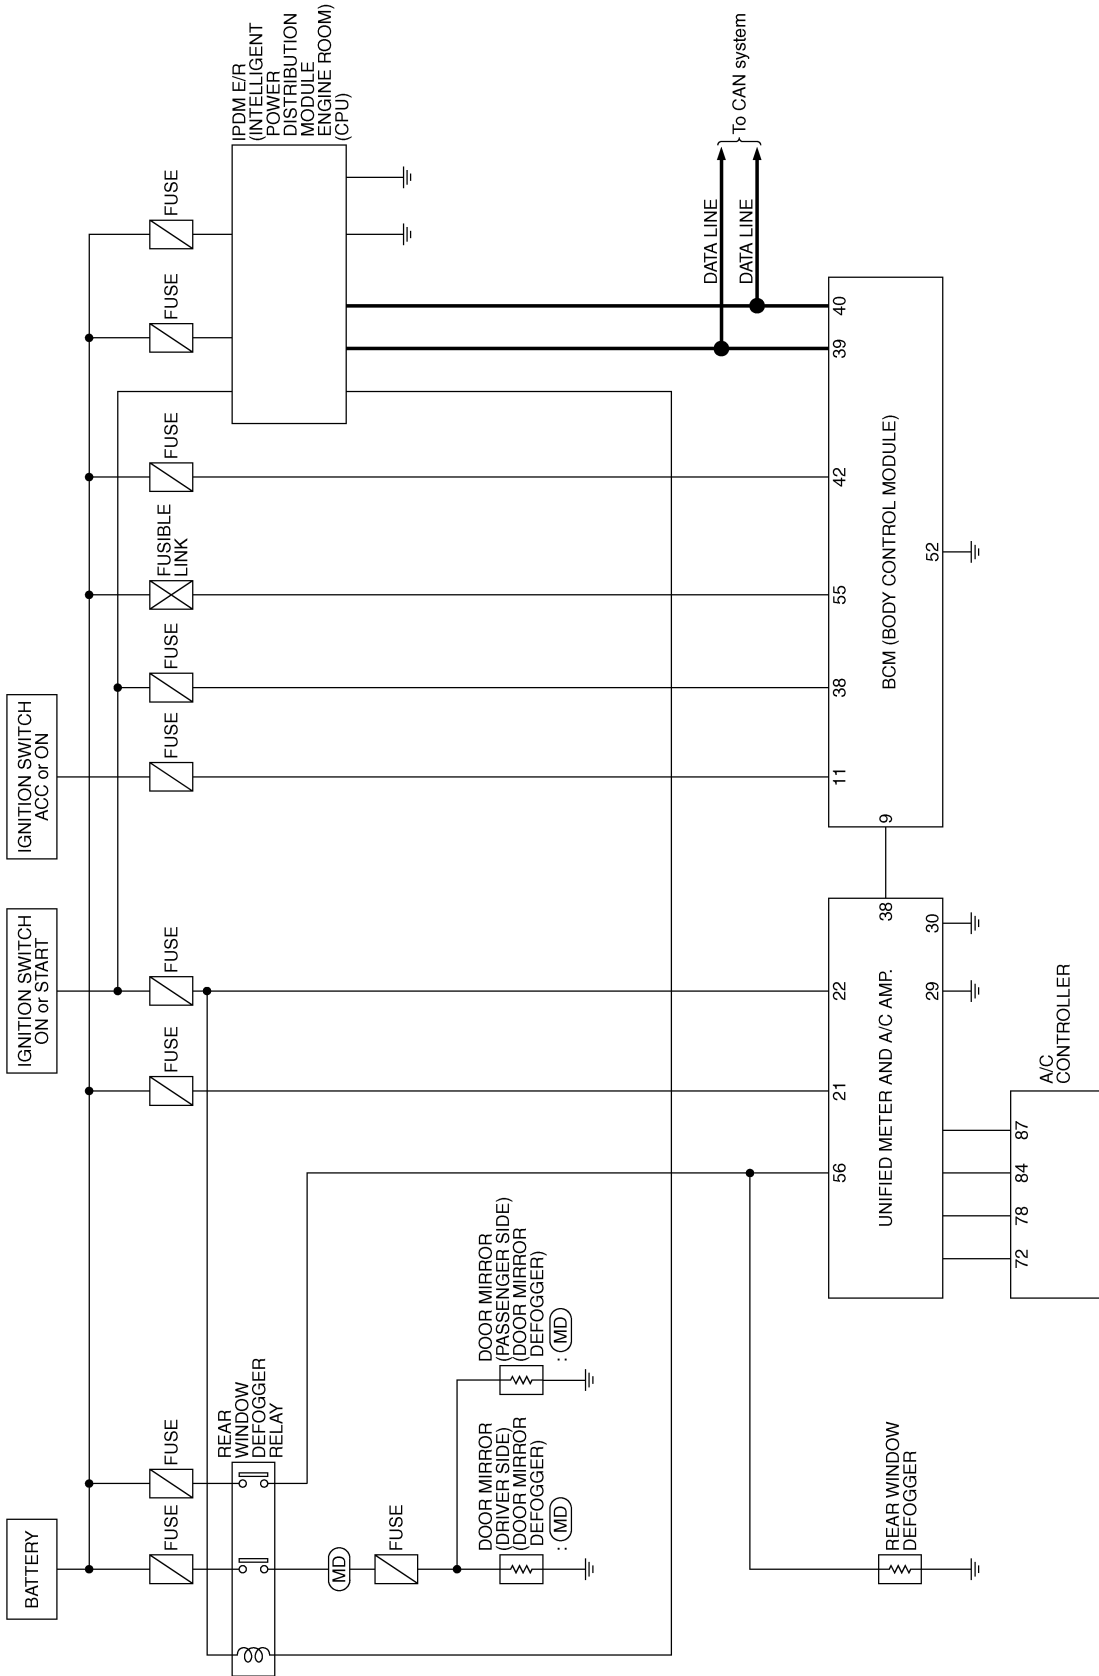 BATTERY
IGNITION SWITCH
ON or START
IGNITION SWITCH
ACC or ON
FUSE
FUSE
FUSE
FUSE
FUSE
FUSE
FUSIBLE
LINK
FUSE
FUSE
FUSE
REAR
WINDOW
DEFOGGER
RELAY
IPDM E/R
(INTELLIGENT
POWER
DISTRIBUTION
MODULE
ENGINE ROOM)
(CPU)
MD
FUSE
DOOR MIRROR
(DRIVER SIDE)
(DOOR MIRROR
DEFOGGER)
: MD
DOOR MIRROR
(PASSENGER SIDE)
(DOOR MIRROR
DEFOGGER)
: MD
DATA LINE
DATA LINE
To CAN system
56
21
22
11
38
55
42
39
40
UNIFIED METER AND A/C AMP.
38
9
29
30
BCM (BODY CONTROL MODULE)
52
REAR WINDOW
DEFOGGER
72
78
84
87
A/C
CONTROLLER